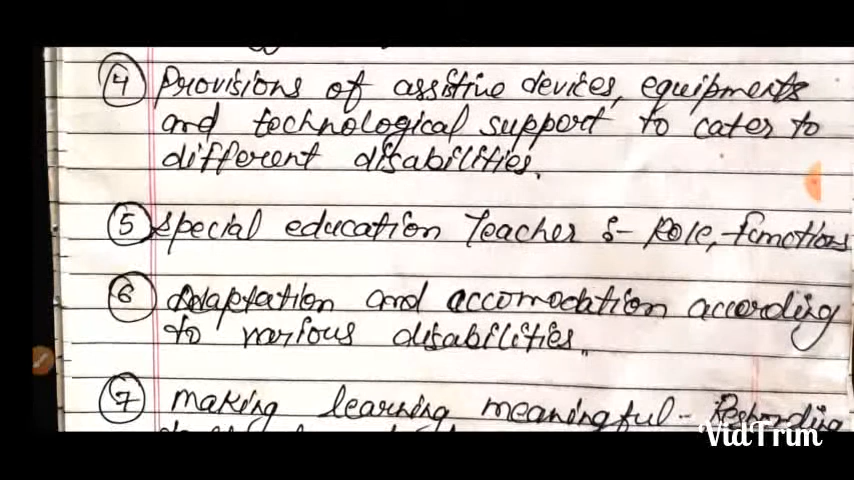 4 Provisions of assistive devices, equipments
and technological support to cater to
different disabilities.
5 special education Teacher :- Role, functions
6 Adaptation and accomodation according
to various disabilities.
7 making learning meaningful - Responding
VidTrim